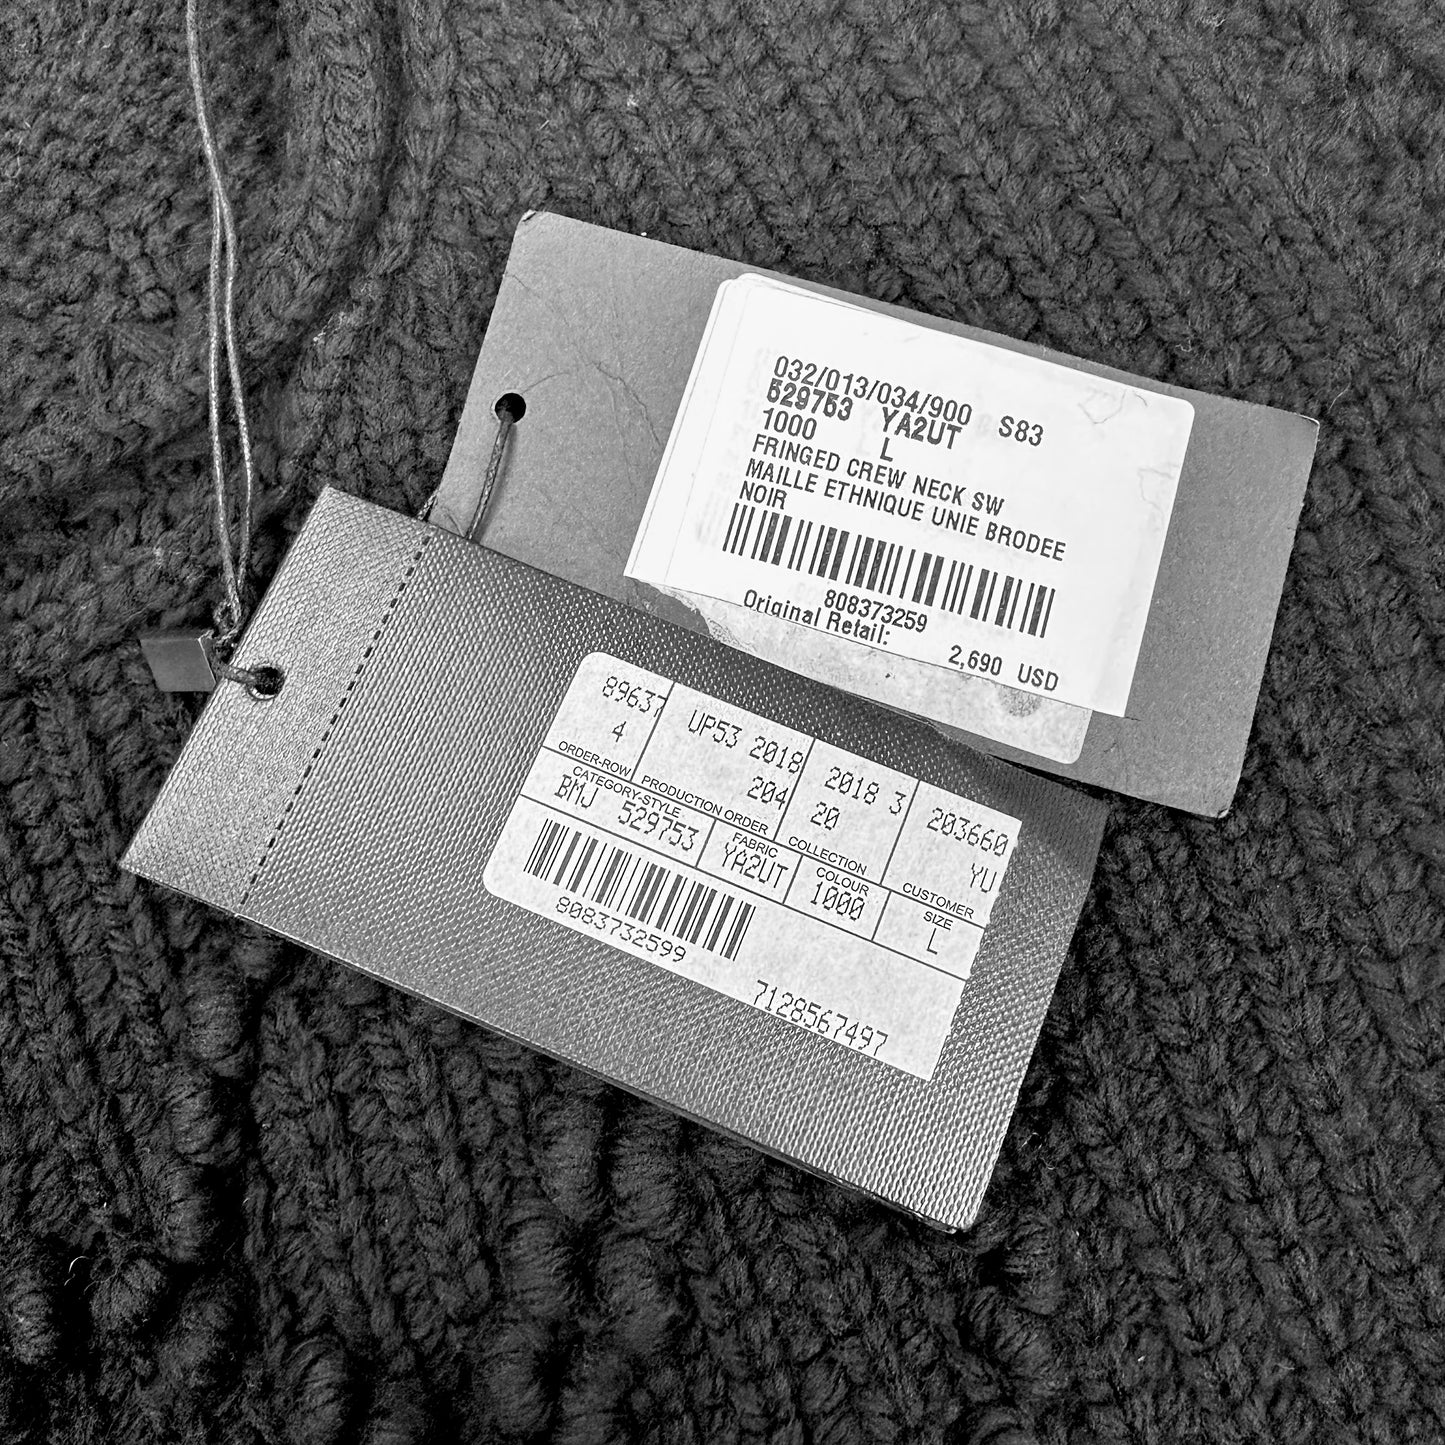 032/013/034/900 S83
529753 YA2UT
1000 L
FRINGED CREW NECK SW
MAILLE ETHNIQUE UNIE BRODEE
NOIR
808373259
Original Retail:
2,690 USD
89637 UP53 2018 2018 3 203660
4 204 20 YU
ORDER-ROW PRODUCTION ORDER COLLECTION CUSTOMER
CATEGORY-STYLE FABRIC COLOUR SIZE
BMJ 529753 YA2UT 1000 L
8083732599
7128567497